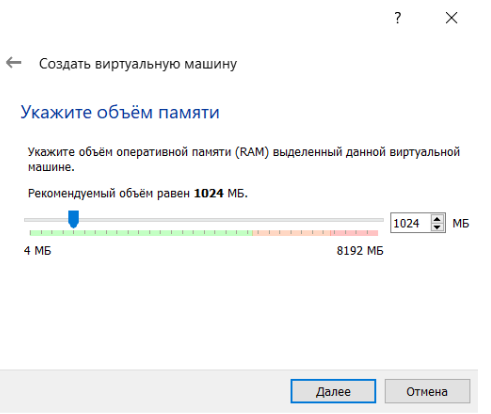 ?
Создать виртуальную машину
Укажите объём памяти
Укажите объём оперативной памяти (RAM) выделенный данной виртуальной
машине.
Рекомендуемый объём равен 1024 МБ.
1024 МБ
4 МБ 8192 МБ
Далее Отмена